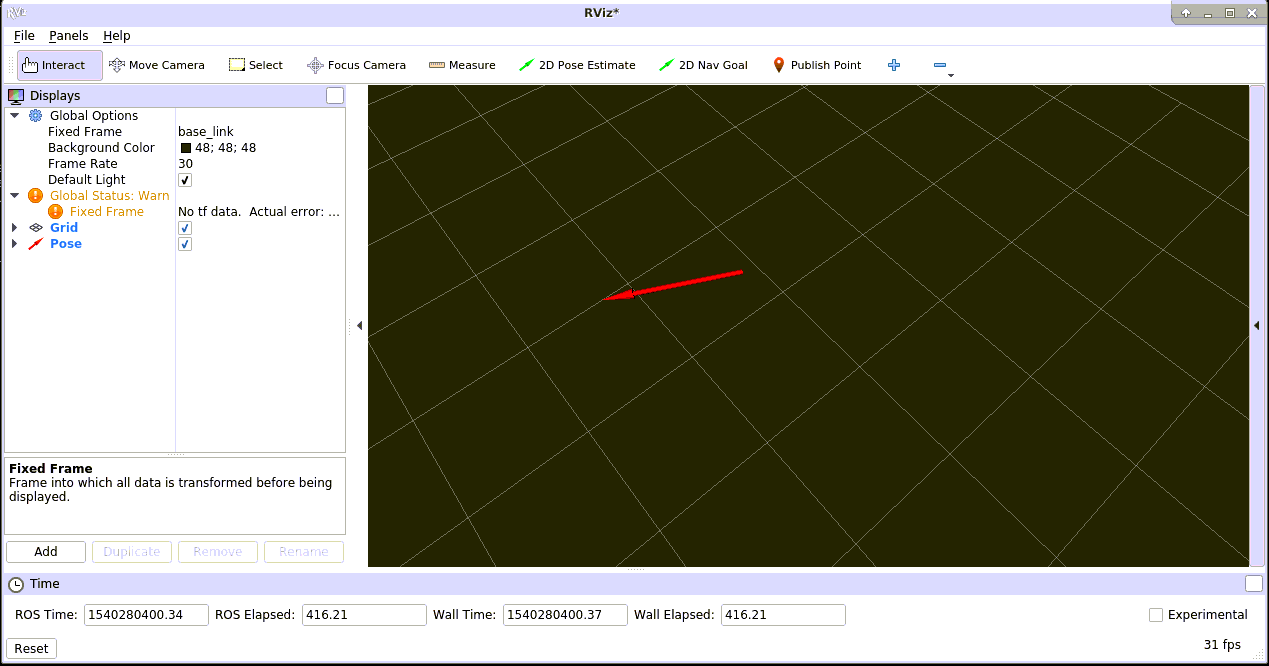 RViz RViz*
File Panels Help
Interact Move Camera Select Focus Camera Measure 2D Pose Estimate 2D Nav Goal Publish Point
Displays
Global Options
Fixed Frame base_link
Background Color 48; 48; 48
Frame Rate 30
Default Light
Global Status: Warn
Fixed Frame No tf data.  Actual error: ...
Grid
Pose
Fixed Frame
Frame into which all data is transformed before being
displayed.
Add Duplicate Remove Rename
Time
ROS Time: 1540280400.34 ROS Elapsed: 416.21 Wall Time: 1540280400.37 Wall Elapsed: 416.21 Experimental
Reset 31 fps